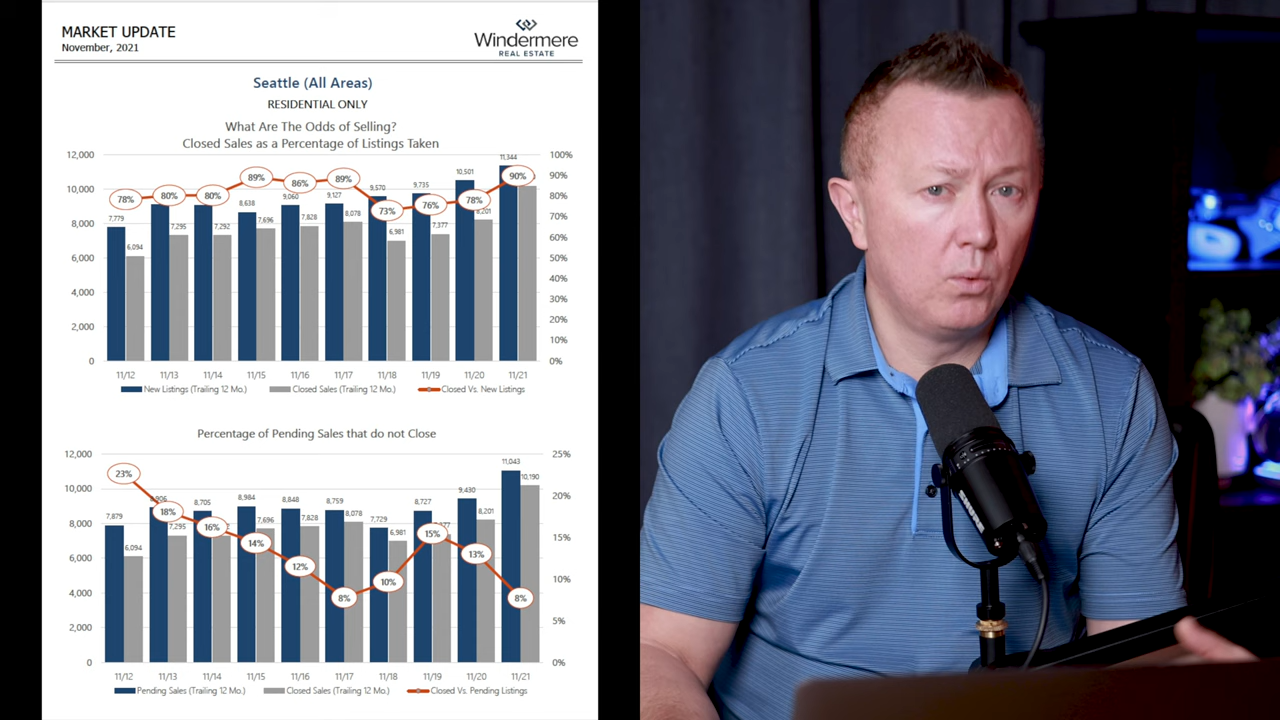 MARKET UPDATE
November, 2021
Windermere
REAL ESTATE
Seattle (All Areas)
RESIDENTIAL ONLY
What Are The Odds of Selling?
Closed Sales as a Percentage of Listings Taken
12,000 11,344 100%
10,000 78% 80% 80% 89% 86% 89% 73% 76% 78% 90% 90%
8,000 7,779 8,638 9,060 9,127 9,570 9,735 10,501 80%
6,094 7,295 7,292 7,696 7,828 8,078 6,981 7,377 8,201 70%
6,000 60%
50%
4,000 40%
30%
2,000 20%
10%
0 0%
11/12 11/13 11/14 11/15 11/16 11/17 11/18 11/19 11/20 11/21
New Listings (Trailing 12 Mo.) Closed Sales (Trailing 12 Mo.) Closed Vs. New Listings
Percentage of Pending Sales that do not Close
12,000 11,043 25%
10,000 23% 18% 16% 14% 12% 8% 10% 15% 13% 8% 20%
8,000 7,879 8,705 8,984 8,848 8,759 7,729 8,727 9,430 10,190 15%
6,000 6,094 7,295 7,696 7,828 8,078 6,981 8,201
4,000 10%
2,000 5%
0 0%
11/12 11/13 11/14 11/15 11/16 11/17 11/18 11/19 11/20 11/21
Pending Sales (Trailing 12 Mo.) Closed Sales (Trailing 12 Mo.) Closed Vs. Pending Listings